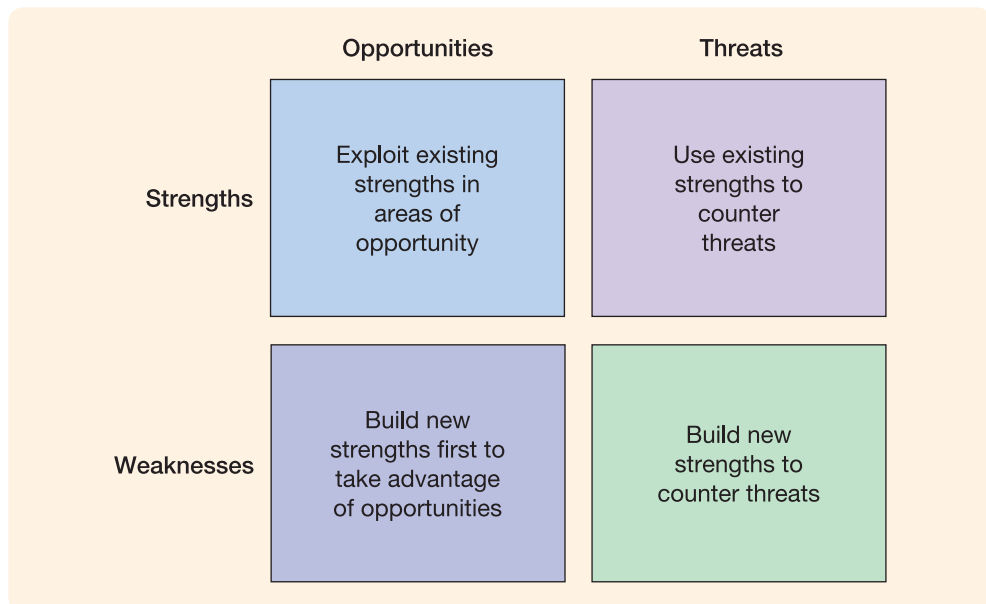 Opportunities
Threats
Strengths
Exploit existing
strengths in
areas of
opportunity
Use existing
strengths to
counter
threats
Weaknesses
Build new
strengths first to
take advantage
of opportunities
Build new
strengths to
counter threats